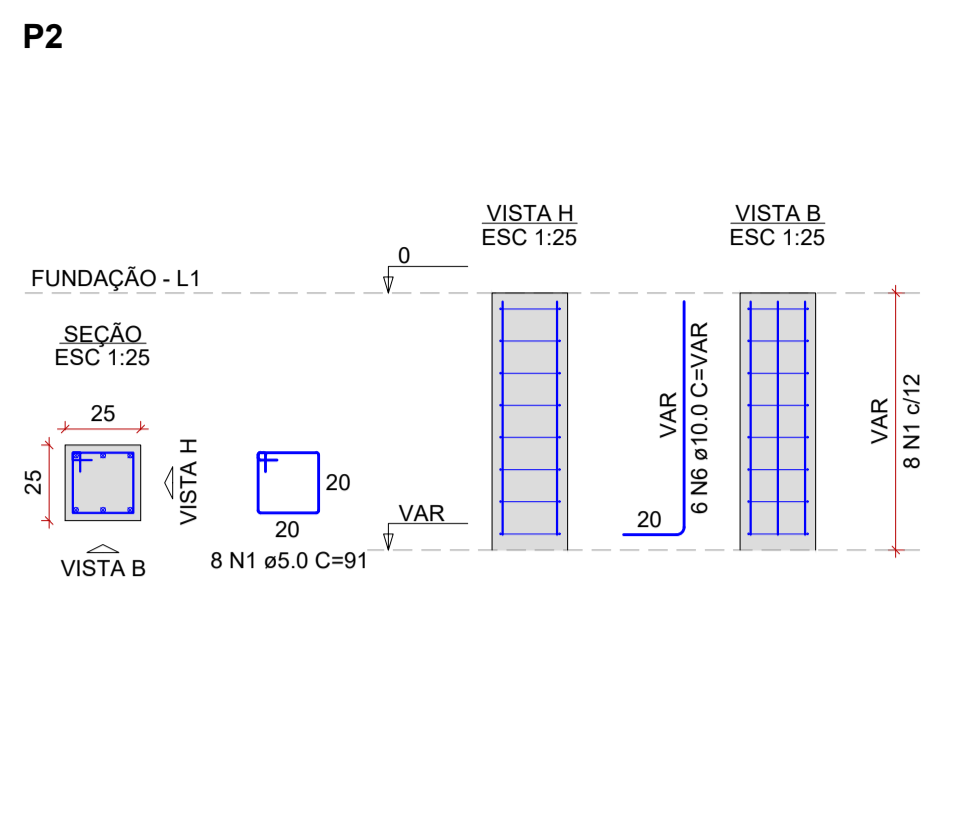 P2
VISTA H
ESC 1:25
VISTA B
ESC 1:25
0
FUNDAÇÃO - L1
SEÇÃO
ESC 1:25
25
25
VISTA H
VISTA B
20
20
8 N1 ø5.0 C=91
VAR
20
VAR
6 N6 ø10.0 C=VAR
VAR
8 N1 c/12